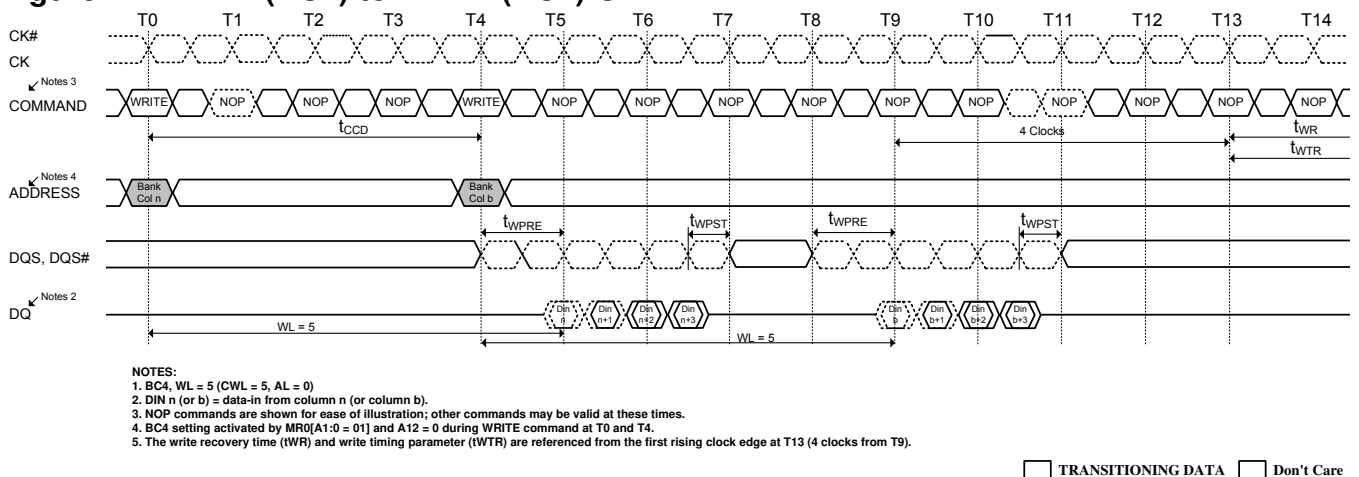 T0 T1 T2 T3 T4 T5 T6 T7 T8 T9 T10 T11 T12 T13 T14
CK#
CK
Notes 3
COMMAND
WRITE NOP NOP NOP WRITE NOP NOP NOP NOP NOP NOP NOP NOP NOP NOP
tCCD
4 Clocks
tWR
tWTR
Notes 4
ADDRESS
Bank
Col n
Bank
Col b
tWPRE tWPST tWPRE tWPST
DQS, DQS#
Notes 2
DQ
Din
n
Din
n+1
Din
n+2
Din
n+3
Din
b
Din
b+1
Din
b+2
Din
b+3
WL = 5
WL = 5
NOTES:
1. BC4, WL = 5 (CWL = 5, AL = 0)
2. DIN n (or b) = data-in from column n (or column b).
3. NOP commands are shown for ease of illustration; other commands may be valid at these times.
4. BC4 setting activated by MR0[A1:0 = 01] and A12 = 0 during WRITE command at T0 and T4.
5. The write recovery time (tWR) and write timing parameter (tWTR) are referenced from the first rising clock edge at T13 (4 clocks from T9).
TRANSITIONING DATA Don't Care